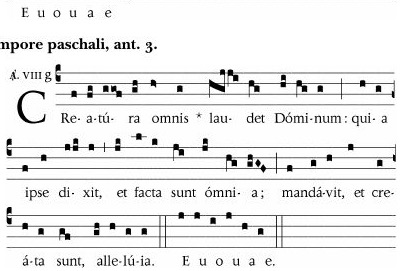 E u o u a e
mpore paschali, ant. 3.
A. VIII g
CRe-a-tú- ra omnis * lau- det Dómi-num: qui-a
ipse di- xit, et facta sunt ómni- a; mandá-vit, et cre-
á-ta sunt, alle-lú-ia. E u o u a e.